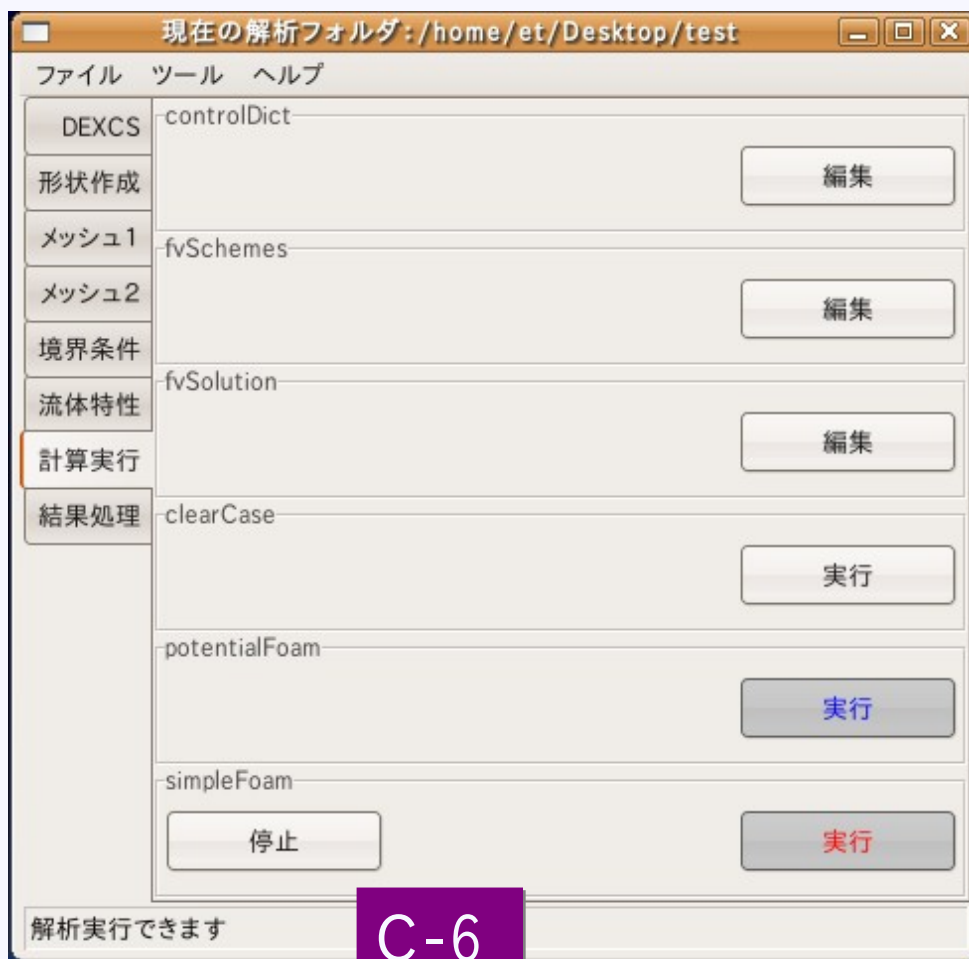 現在の解析フォルダ:/home/et/Desktop/test
ファイル ツール ヘルプ
DEXCS
形状作成
メッシュ1
メッシュ2
境界条件
流体特性
計算実行
結果処理
controlDict
編集
fvSchemes
編集
fvSolution
編集
clearCase
実行
potentialFoam
実行
simpleFoam
停止 実行
解析実行できます
C-6